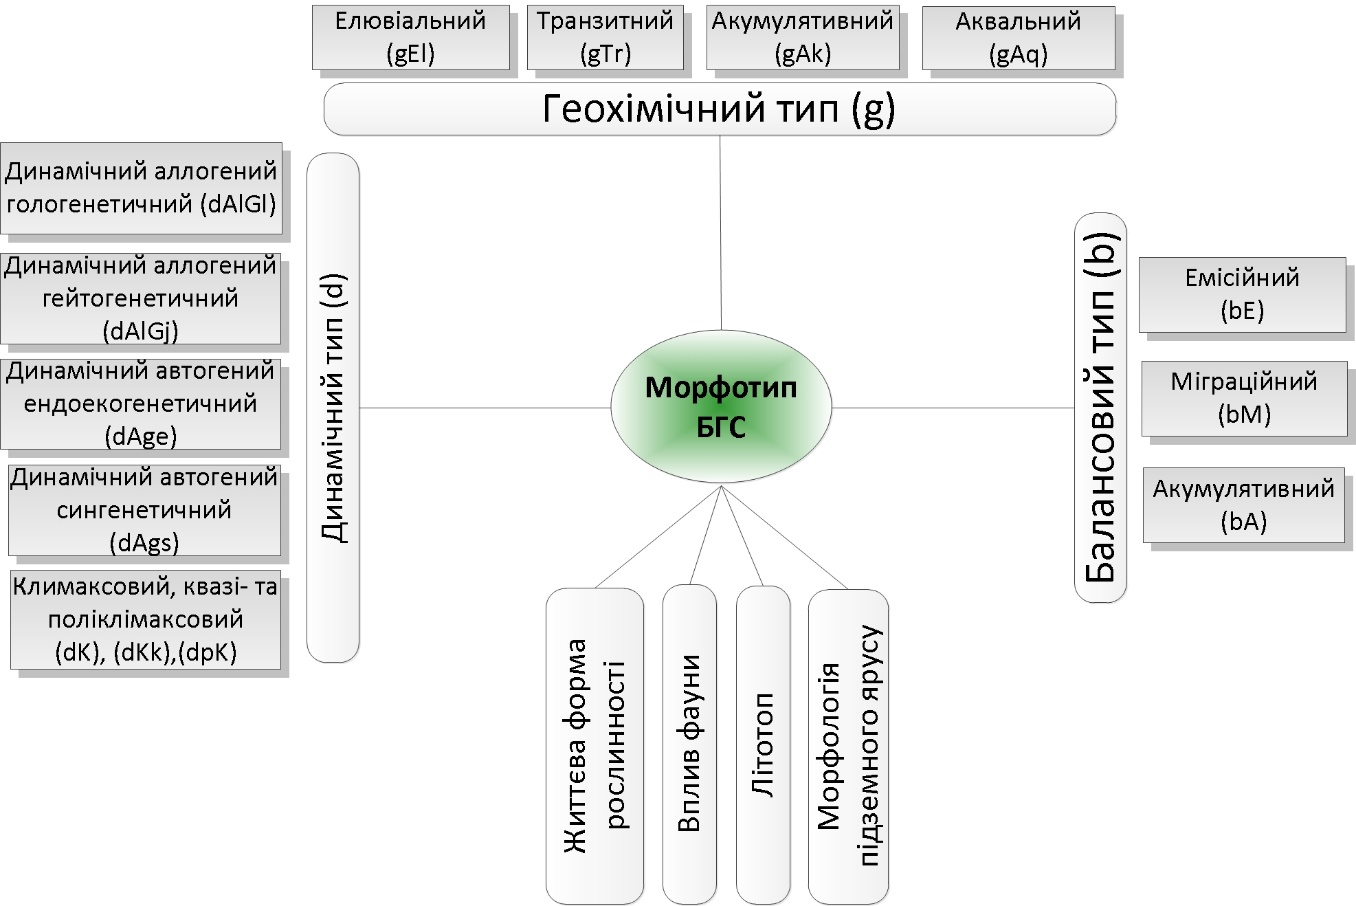 Елювіальний
(gEl)
Транзитний
(gTr)
Акумулятивний
(gAk)
Аквальний
(gAq)
Геохімічний тип (g)
Динамічний аллогений
гологенетичний (dAlGl)
Динамічний аллогений
гейтогенетичний
(dAlGj)
Динамічний автогений
ендоекогенетичний
(dAge)
Динамічний автогений
сингенетичний
(dAgs)
Климаксовий, квазі- та
поліклімаксовий
(dK), (dKk),(dpK)
Динамічний тип (d)
Морфотип
БГС
Балансовий тип (b)
Емісійний
(bE)
Міграційний
(bM)
Акумулятивний
(bA)
Життєва форма
рослинності
Вплив фауни
Літотоп
Морфологія
підземного ярусу